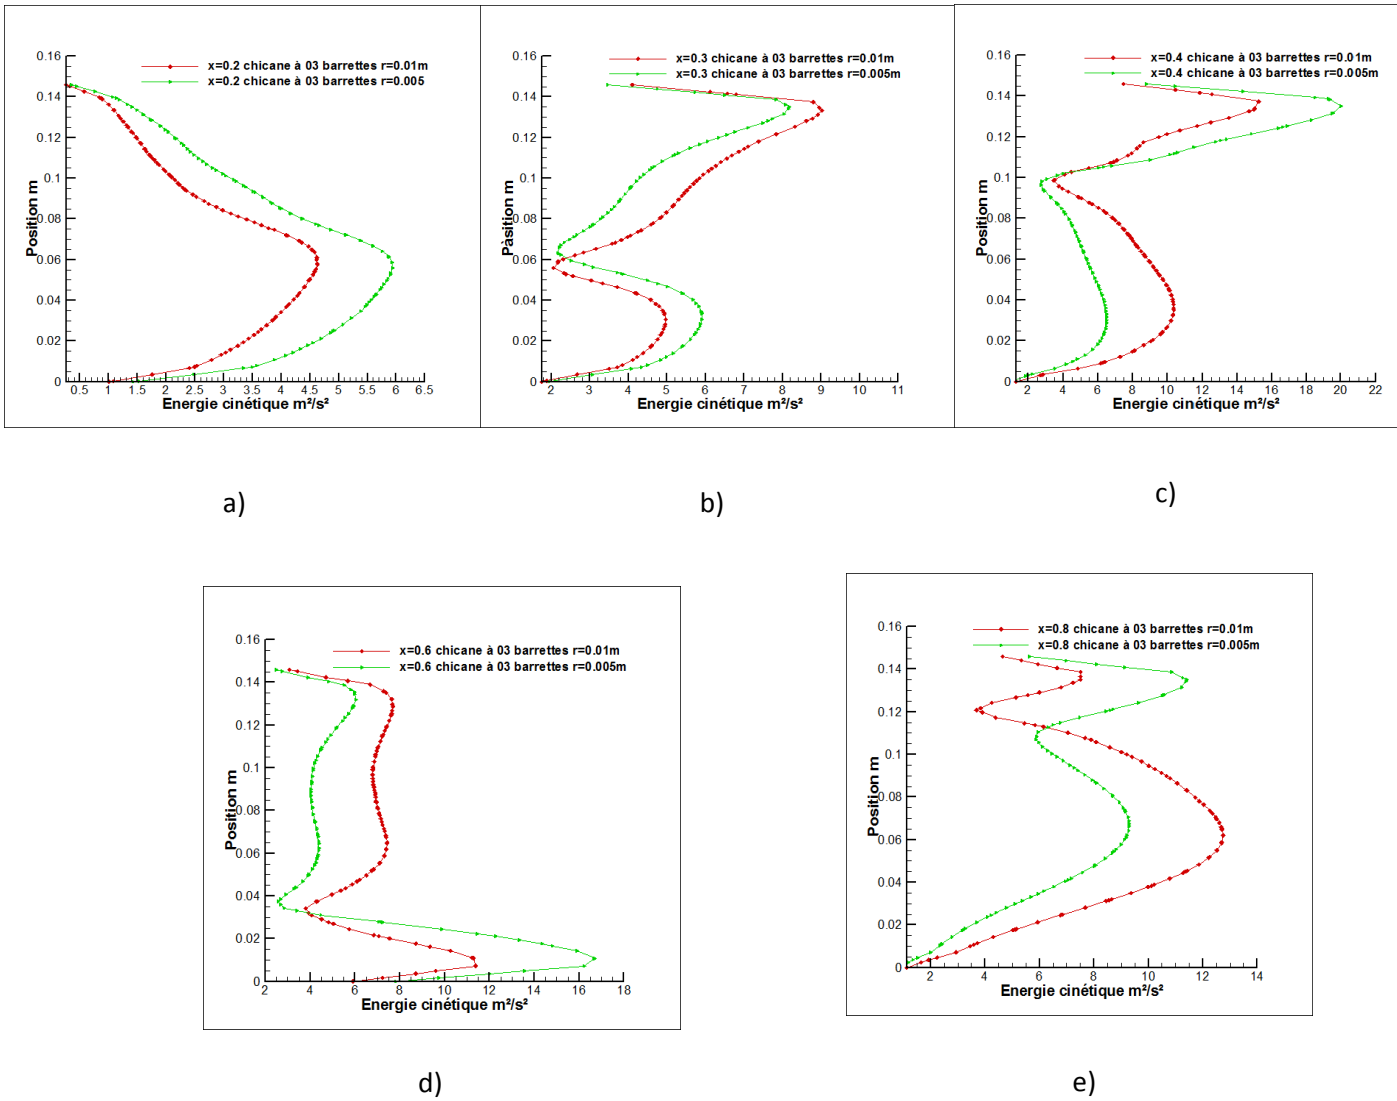 x=0.2 chicane à 03 barrettes r=0.01m
x=0.2 chicane à 03 barrettes r=0.005
0.16
0.14
0.12
0.1
0.08
0.06
0.04
0.02
0
Position m
0.5 1 1.5 2 2.5 3 3.5 4 4.5 5 5.5 6 6.5
Energie cinétique m²/s²
a)
x=0.3 chicane à 03 barrettes r=0.01m
x=0.3 chicane à 03 barrettes r=0.005m
0.16
0.14
0.12
0.1
0.08
0.06
0.04
0.02
0
Pàsition m
2 3 4 5 6 7 8 9 10 11
Energie cinétique m²/s²
b)
x=0.4 chicane à 03 barrettes r=0.01m
x=0.4 chicane à 03 barrettes r=0.005m
0.16
0.14
0.12
0.1
0.08
0.06
0.04
0.02
0
Position m
2 4 6 8 10 12 14 16 18 20 22
Energie cinétique m²/s²
c)
x=0.6 chicane à 03 barrettes r=0.01m
x=0.6 chicane à 03 barrettes r=0.005m
0.16
0.14
0.12
0.1
0.08
0.06
0.04
0.02
0
Position m
2 4 6 8 10 12 14 16 18
Energie cinétique m²/s²
d)
x=0.8 chicane à 03 barrettes r=0.01m
x=0.8 chicane à 03 barrettes r=0.005m
0.16
0.14
0.12
0.1
0.08
0.06
0.04
0.02
0
Position m
2 4 6 8 10 12 14
Energie cinétique m²/s²
e)